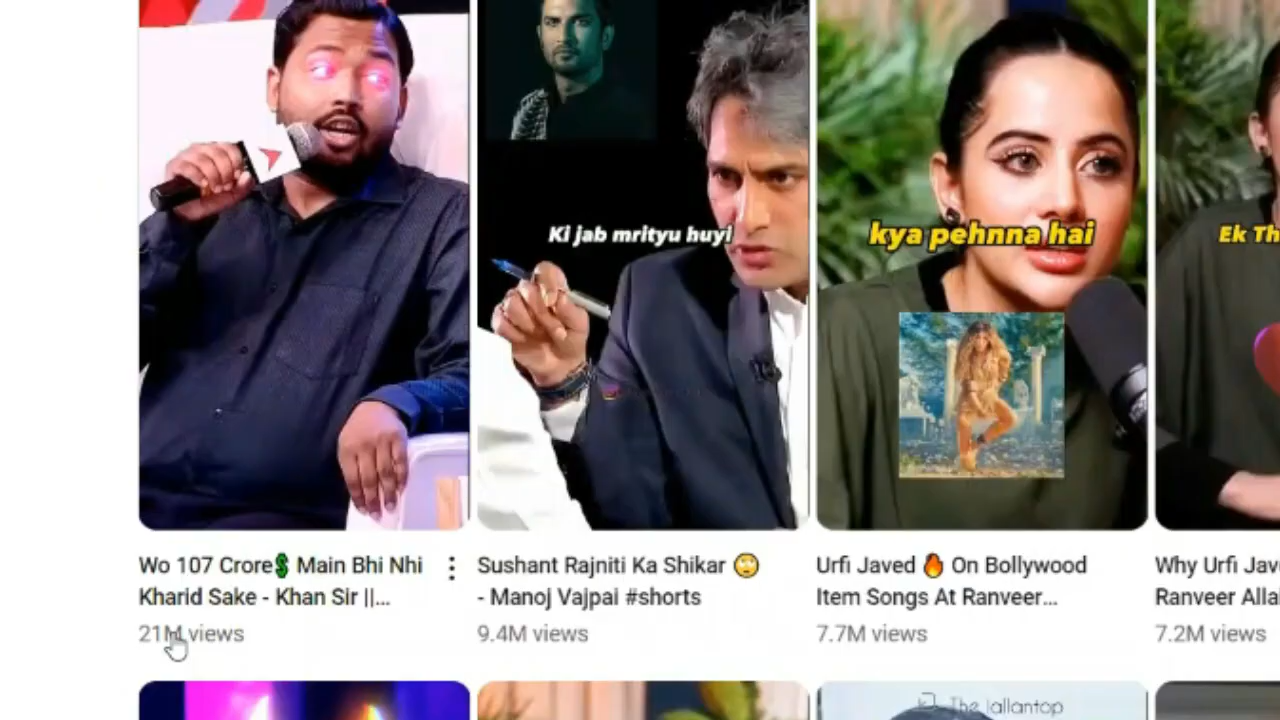 Ki jab mrityu huyi
kya pehnna hai
Ek Th
Wo 107 Crore💲 Main Bhi Nhi
Kharid Sake - Khan Sir ||...
21M views
Sushant Rajniti Ka Shikar 🙄
- Manoj Vajpai #shorts
9.4M views
Urfi Javed 🔥 On Bollywood
Item Songs At Ranveer...
7.7M views
Why Urfi Jav
Ranveer Alla
7.2M views
The lallantop